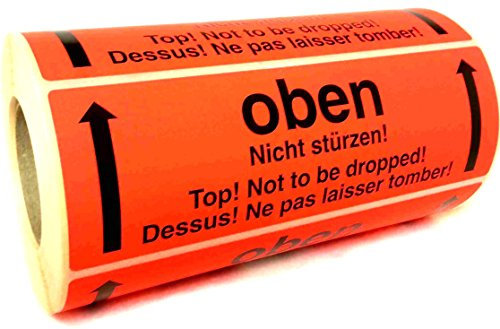 Top! Not to be dropped!
Dessus! Ne pas laisser tomber!
oben
Nicht stürzen!
Top! Not to be dropped!
Dessus! Ne pas laisser tomber!
oben